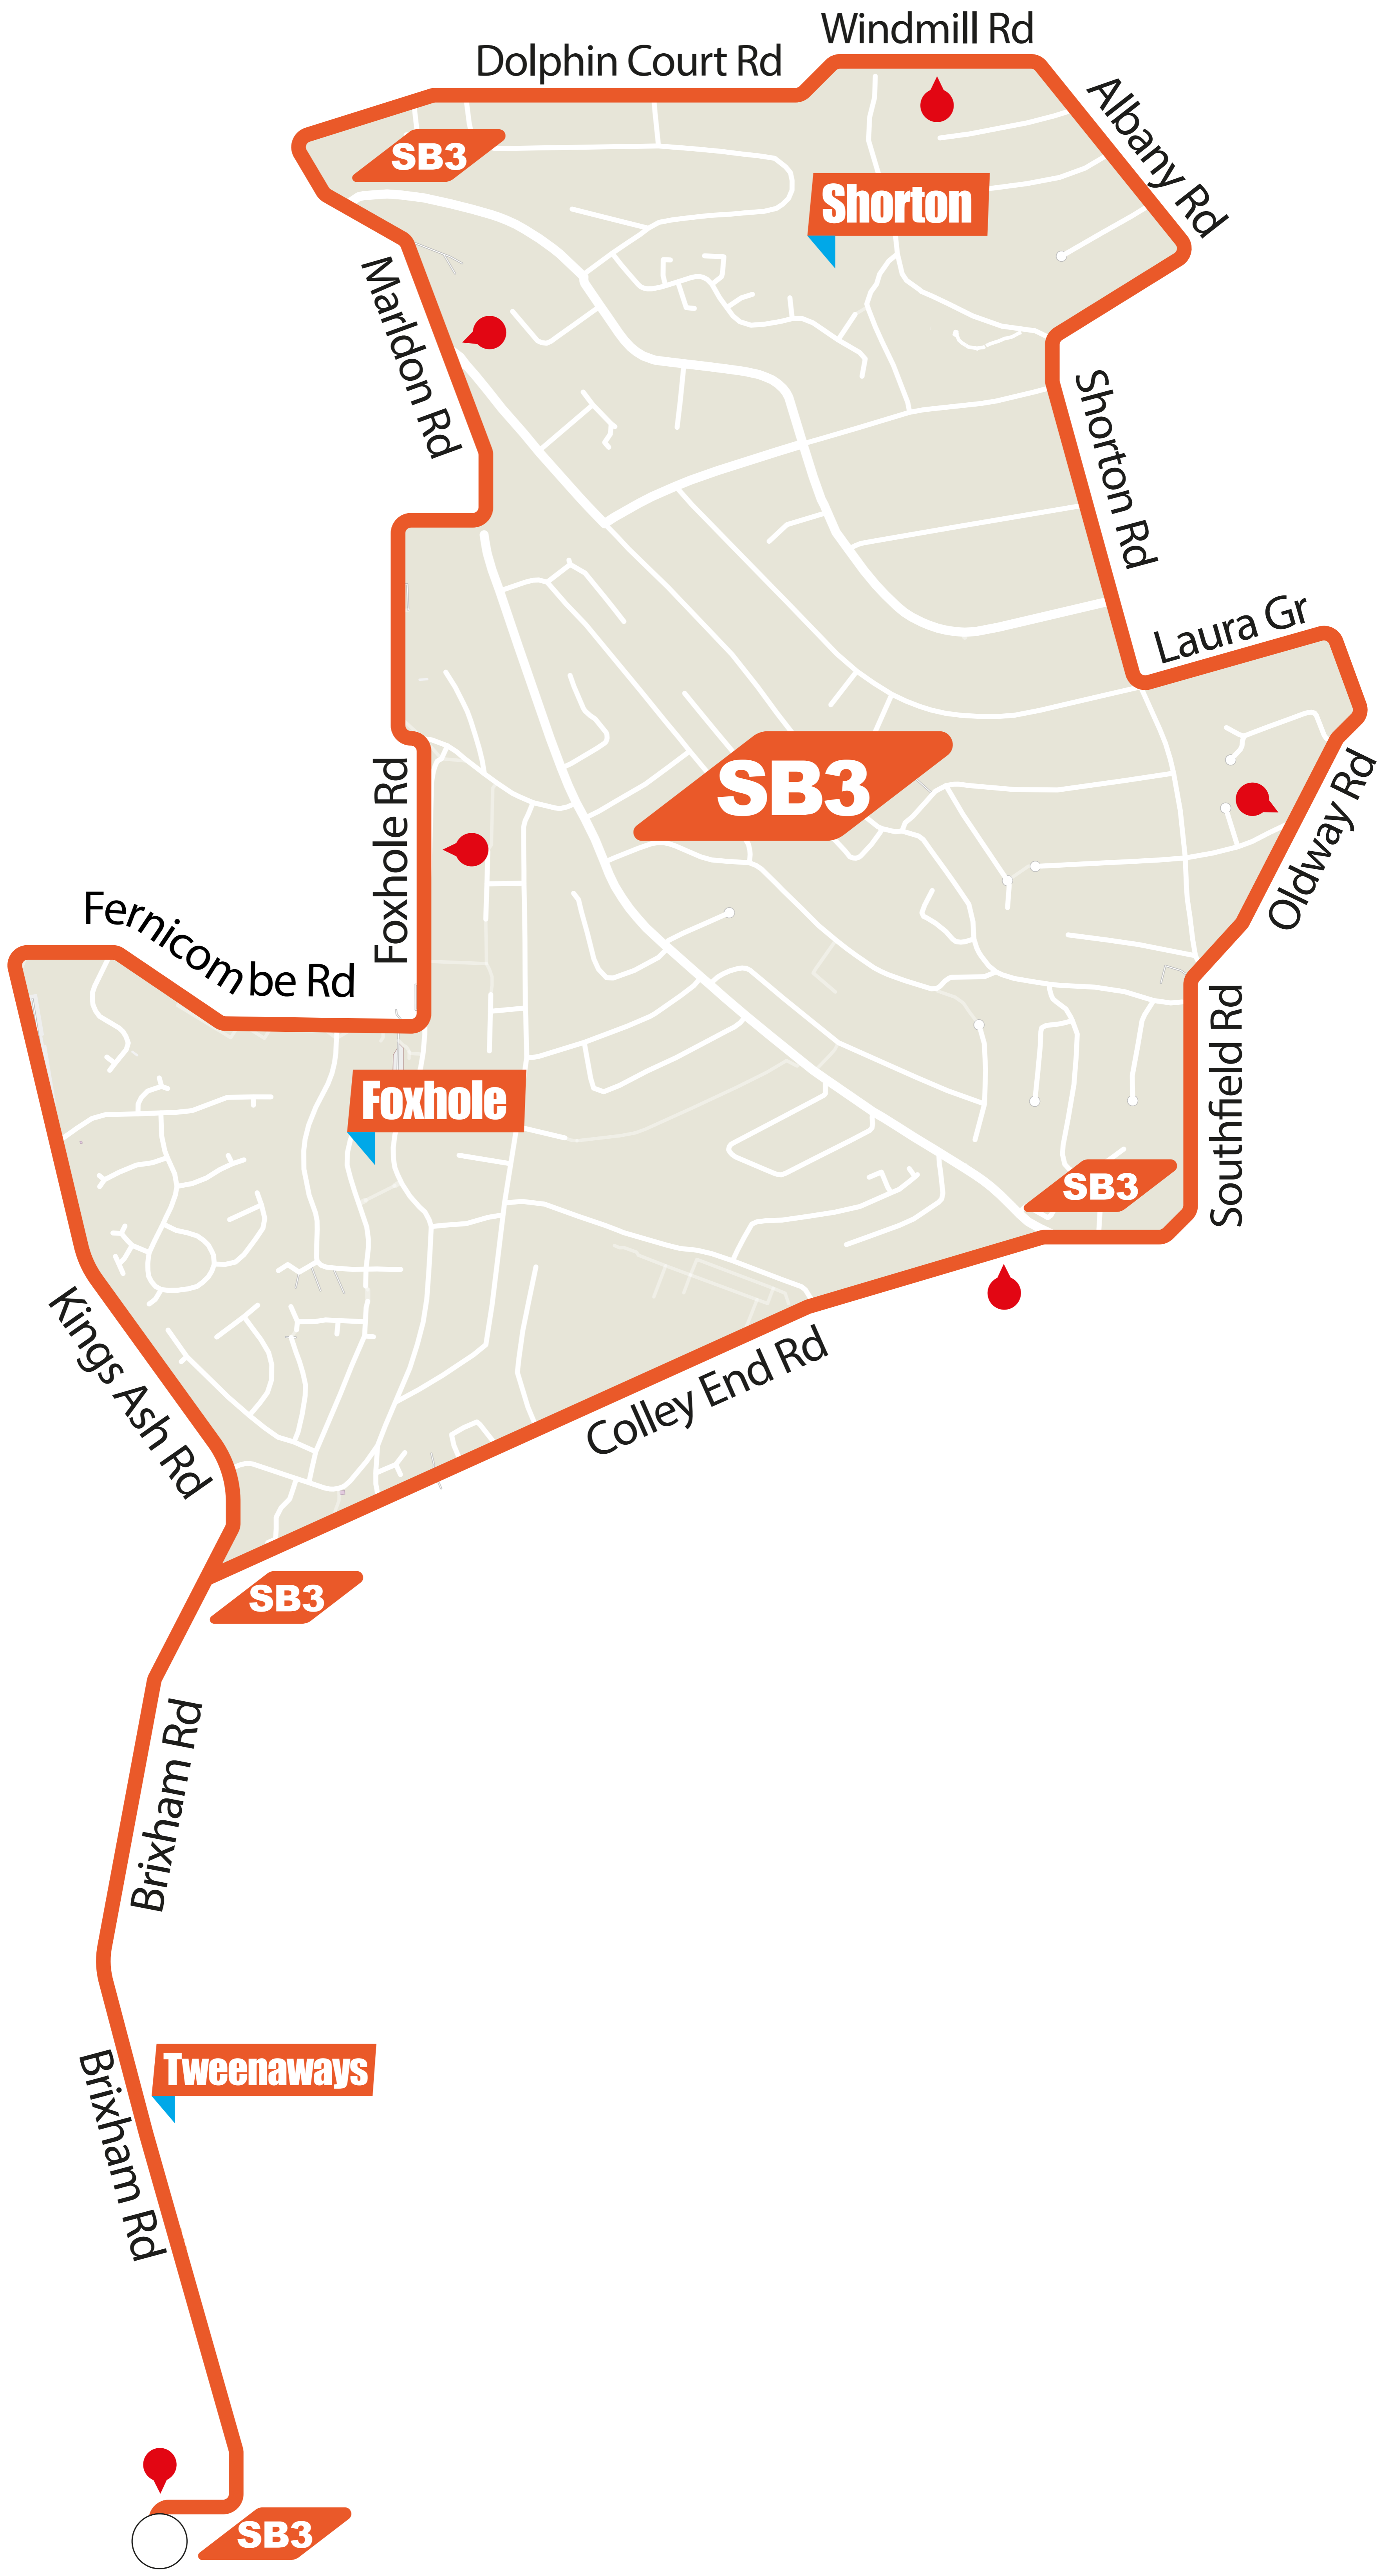 Windmill Rd
Dolphin Court Rd
Albany Rd
SB3
Shorton
Marldon Rd
Shorton Rd
Laura Gr
Foxhole Rd
SB3
Oldway Rd
Fernicombe Rd
Southfield Rd
Foxhole
SB3
Kings Ash Rd
Colley End Rd
SB3
Brixham Rd
Tweenaways
Brixham Rd
SB3